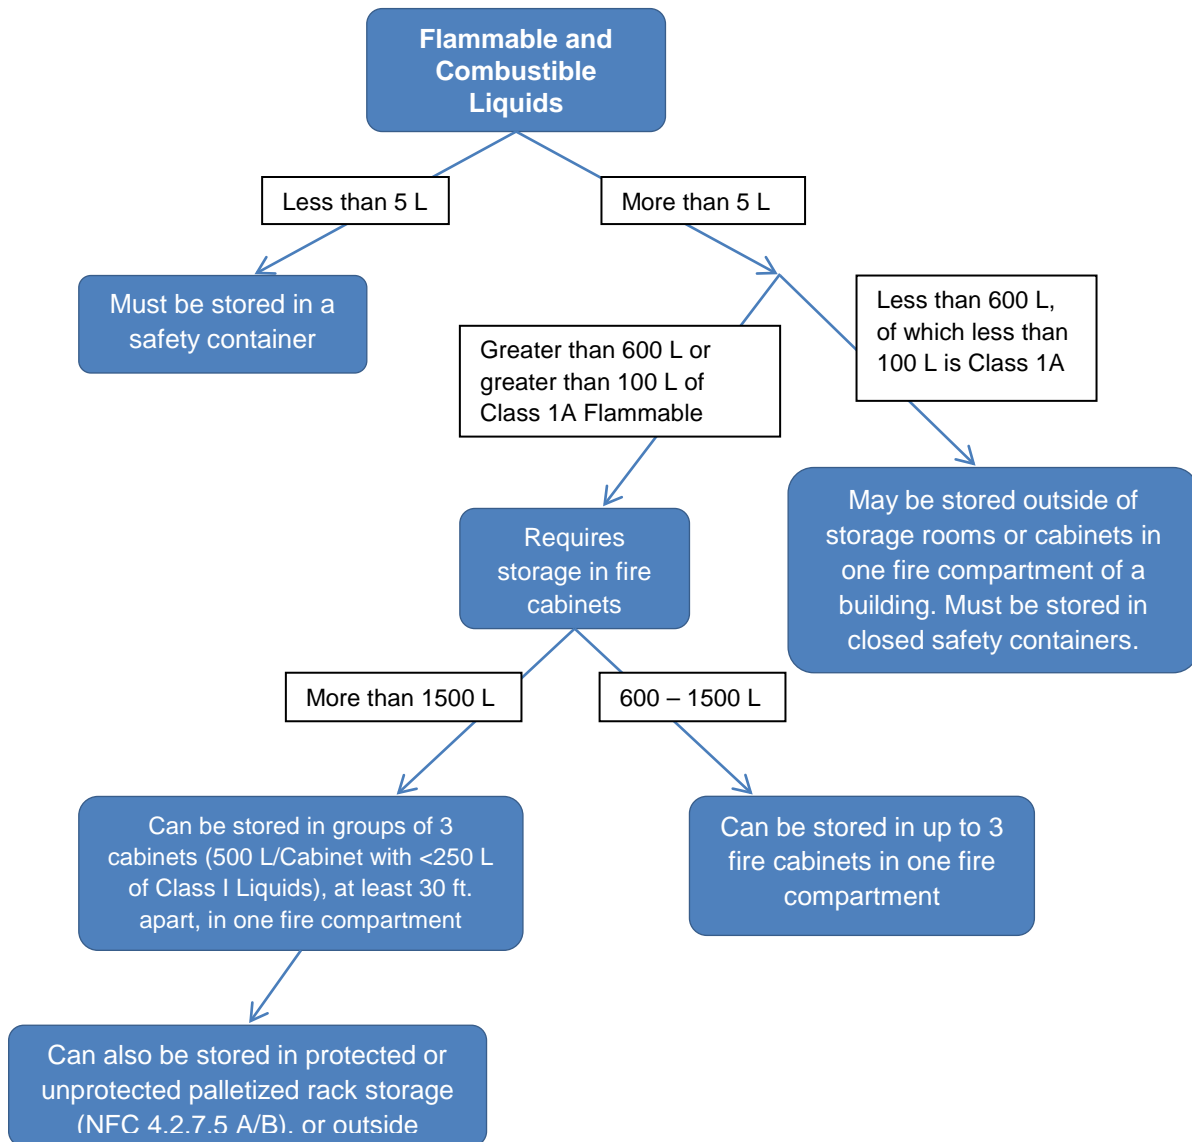 Flammable and
Combustible
Liquids
Less than 5 L
More than 5 L
Must be stored in a
safety container
Less than 600 L,
of which less than
100 L is Class 1A
Greater than 600 L or
greater than 100 L of
Class 1A Flammable
May be stored outside of
storage rooms or cabinets in
one fire compartment of a
building. Must be stored in
closed safety containers.
Requires
storage in fire
cabinets
More than 1500 L
600 – 1500 L
Can be stored in groups of 3
cabinets (500 L/Cabinet with <250 L
of Class I Liquids), at least 30 ft.
apart, in one fire compartment
Can be stored in up to 3
fire cabinets in one fire
compartment
Can also be stored in protected or
unprotected palletized rack storage
(NFC 4.2.7.5 A/B), or outside